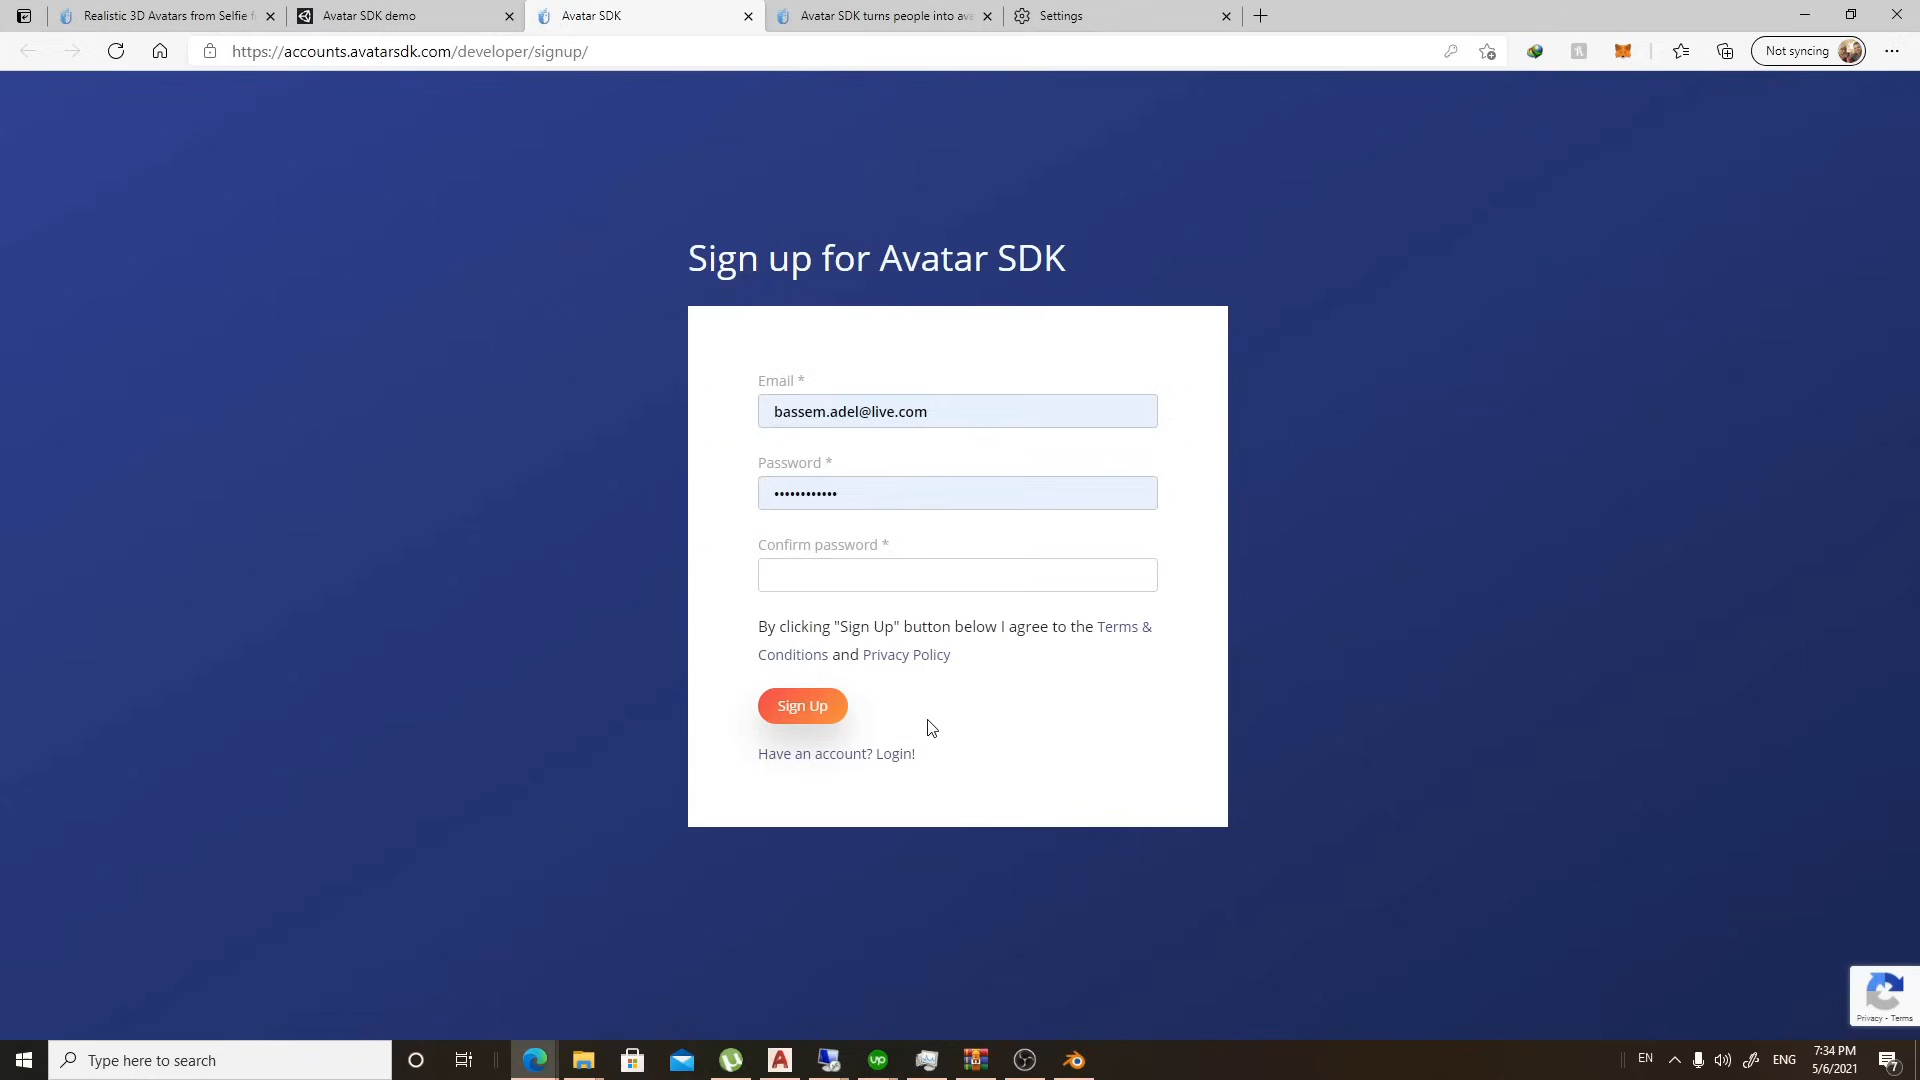 Realistic 3D Avatars from Selfie f
Avatar SDK demo
Avatar SDK
Avatar SDK turns people into ava
Settings
https://accounts.avatarsdk.com/developer/signup/
Not syncing
Sign up for Avatar SDK
Email *
bassem.adel@live.com
Password *
••••••••••••
Confirm password *
By clicking "Sign Up" button below I agree to the Terms &
Conditions and Privacy Policy
Sign Up
Have an account? Login!
Privacy - Terms
Type here to search
up
EN
ENG
7:34 PM
5/6/2021
7